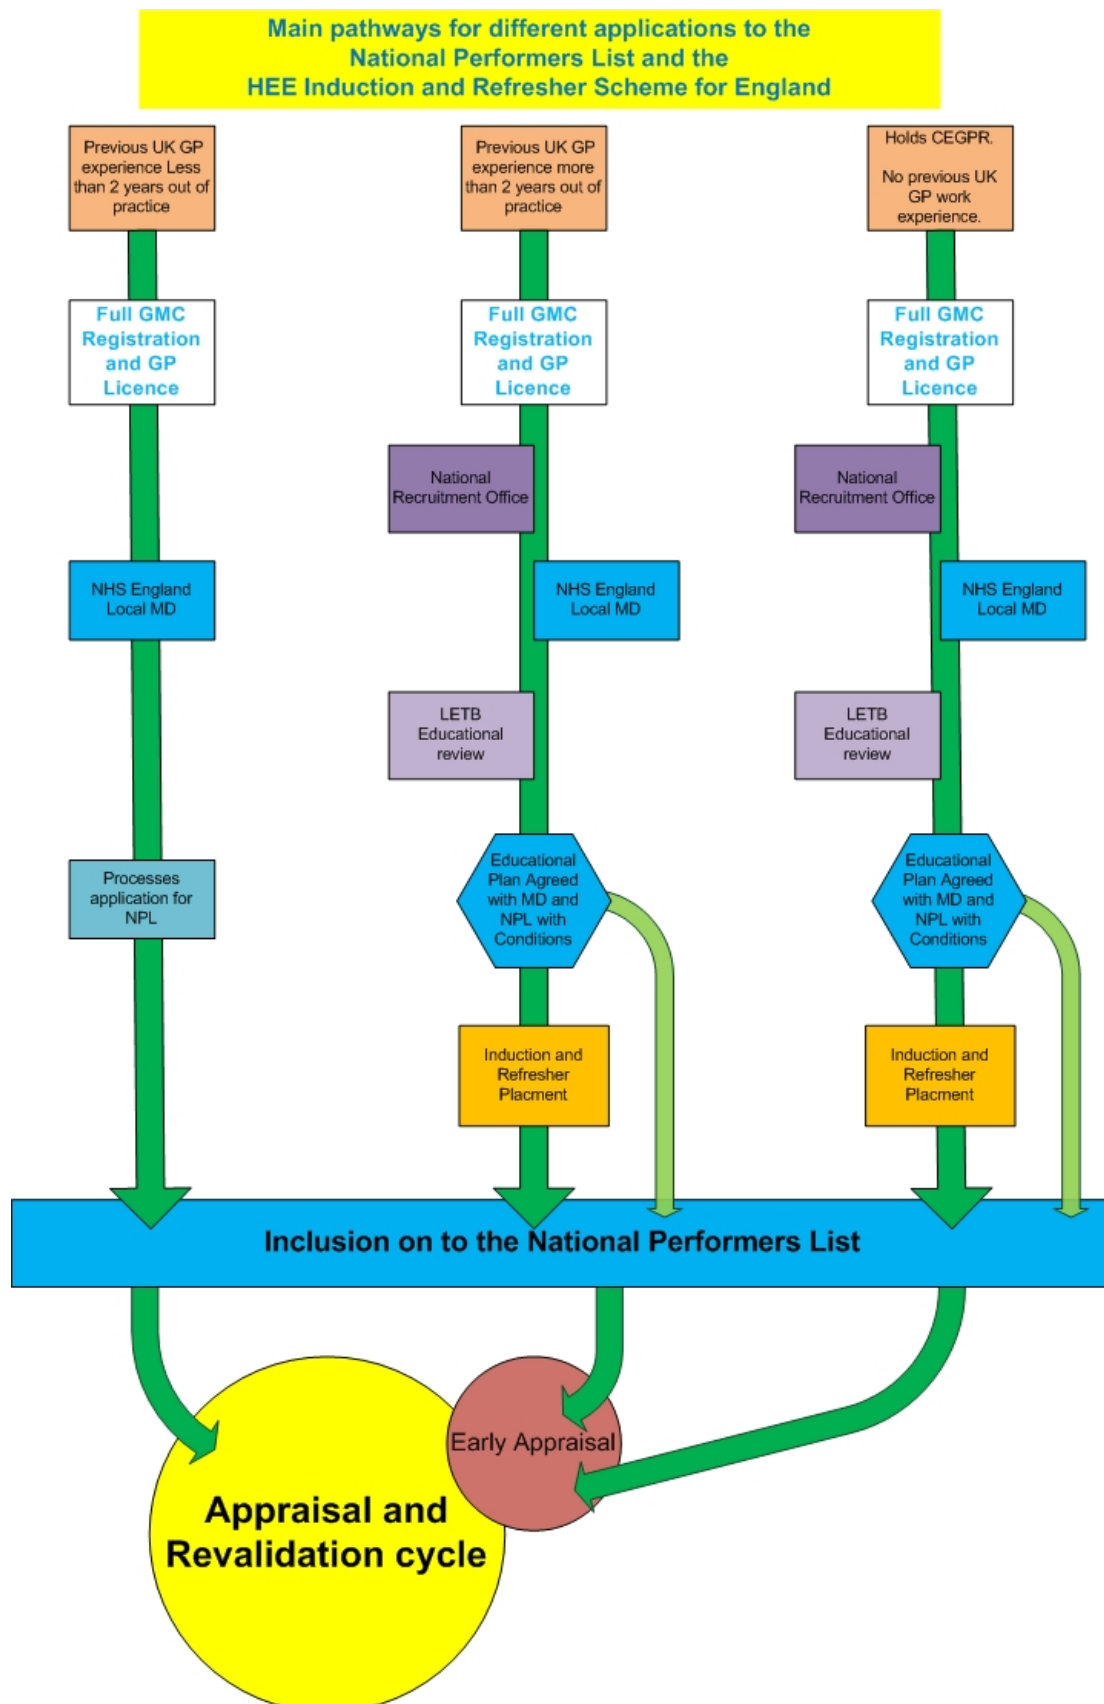 Main pathways for different applications to the
National Performers List and the
HEE Induction and Refresher Scheme for England
Previous UK GP
experience Less
than 2 years out of
practice
Previous UK GP
experience more
than 2 years out of
practice
Holds CEGPR.
No previous UK
GP work
experience.
Full GMC
Registration
and GP
Licence
Full GMC
Registration
and GP
Licence
Full GMC
Registration
and GP
Licence
National
Recruitment Office
National
Recruitment Office
NHS England
Local MD
NHS England
Local MD
NHS England
Local MD
LETB
Educational
review
LETB
Educational
review
Processes
application for
NPL
Educational
Plan Agreed
with MD and
NPL with
Conditions
Educational
Plan Agreed
with MD and
NPL with
Conditions
Induction and
Refresher
Placment
Induction and
Refresher
Placment
Inclusion on to the National Performers List
Early Appraisal
Appraisal and
Revalidation cycle